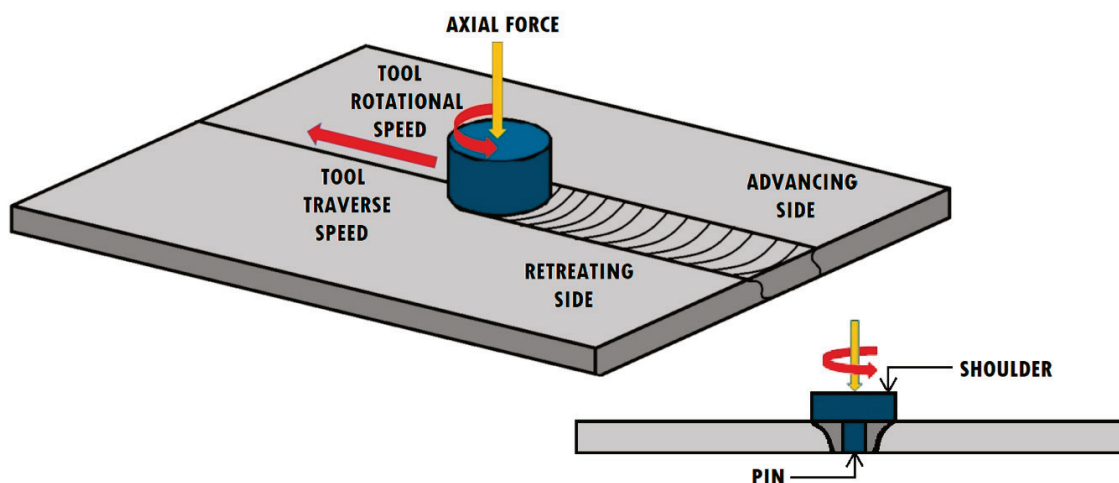 AXIAL FORCE
TOOL
ROTATIONAL
SPEED
TOOL
TRAVERSE
SPEED
ADVANCING
SIDE
RETREATING
SIDE
SHOULDER
PIN